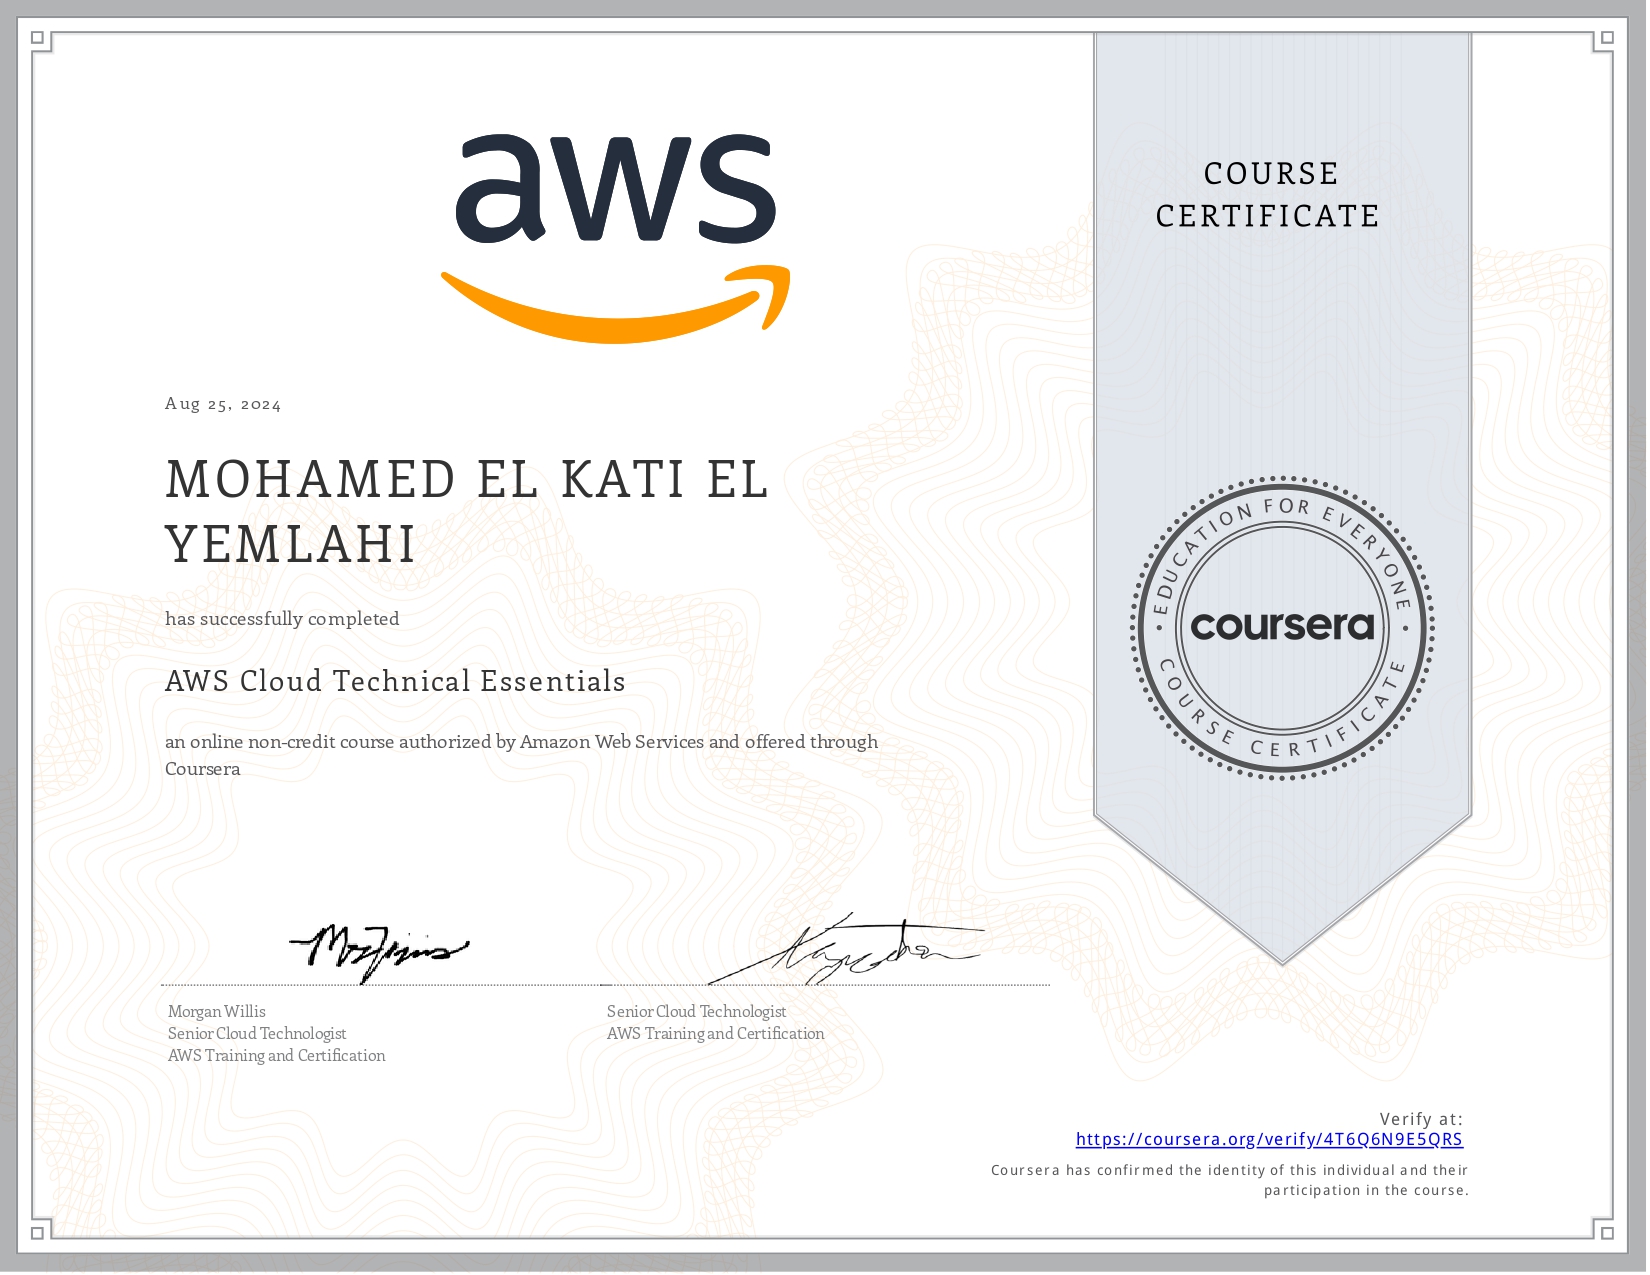 aws
COURSE
CERTIFICATE
Aug 25, 2024
MOHAMED EL KATI EL
YEMLAHI
has successfully completed
AWS Cloud Technical Essentials
an online non-credit course authorized by Amazon Web Services and offered through
Coursera
EDUCATION FOR EVERYONE
coursera
COURSE CERTIFICATE
Morgan Willis
Senior Cloud Technologist
AWS Training and Certification
Senior Cloud Technologist
AWS Training and Certification
Verify at:
https://coursera.org/verify/4T6Q6N9E5QRS
Coursera has confirmed the identity of this individual and their
participation in the course.